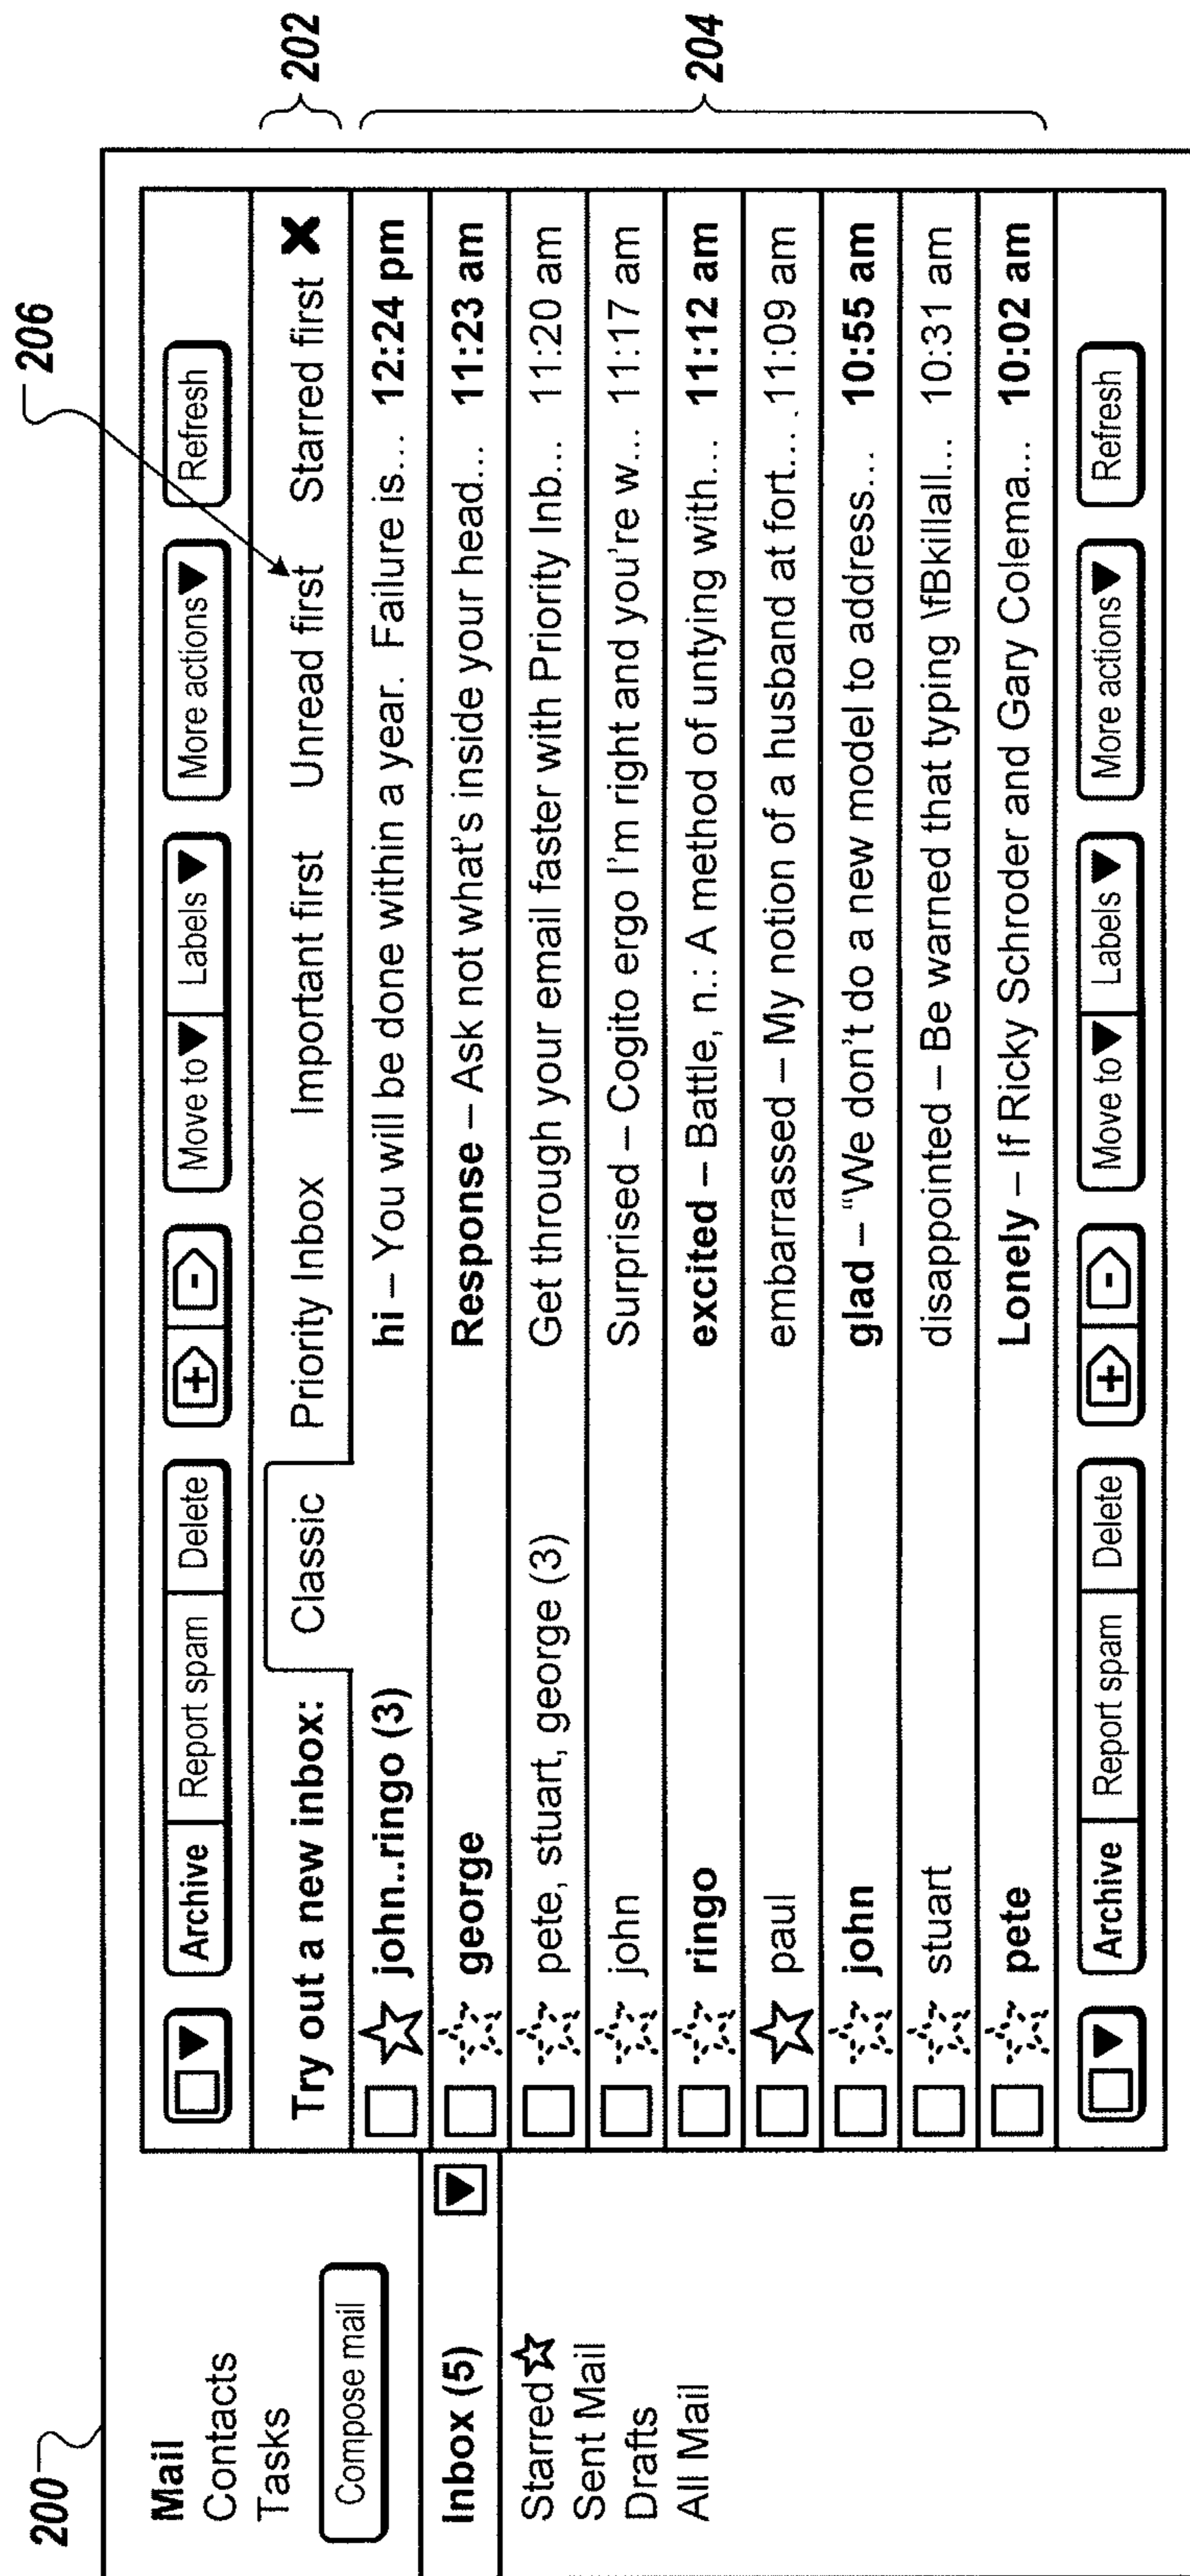 200
206
202
204
Mail
Contacts
Tasks
Compose mail
Inbox (5)
Starred
Sent Mail
Drafts
All Mail
Archive Report spam Delete + - Move to Labels More actions Refresh
Try out a new inbox: Classic Priority Inbox Important first Unread first Starred first X
john..ringo (3) hi – You will be done within a year. Failure is... 12:24 pm
george Response – Ask not what's inside your head... 11:23 am
pete, stuart, george (3) Get through your email faster with Priority Inb... 11:20 am
john Surprised – Cogito ergo I'm right and you're w... 11:17 am
ringo excited – Battle, n.: A method of untying with... 11:12 am
paul embarrassed – My notion of a husband at fort... 11:09 am
john glad – “We don't do a new model to address... 10:55 am
stuart disappointed – Be warned that typing \fBkillall... 10:31 am
pete Lonely – If Ricky Schroder and Gary Colema... 10:02 am
Archive Report spam Delete + - Move to Labels More actions Refresh